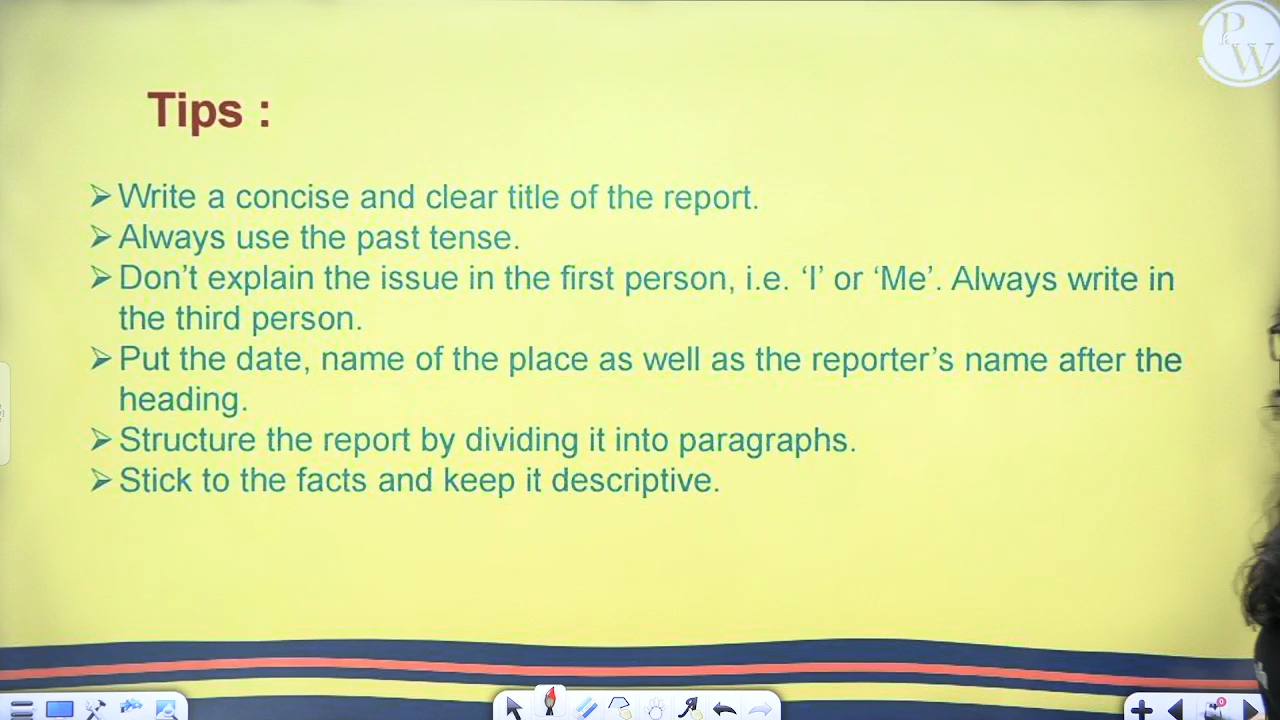 PW
Tips :
➢ Write a concise and clear title of the report.
➢ Always use the past tense.
➢ Don’t explain the issue in the first person, i.e. ‘I’ or ‘Me’. Always write in
the third person.
➢ Put the date, name of the place as well as the reporter’s name after the
heading.
➢ Structure the report by dividing it into paragraphs.
➢ Stick to the facts and keep it descriptive.